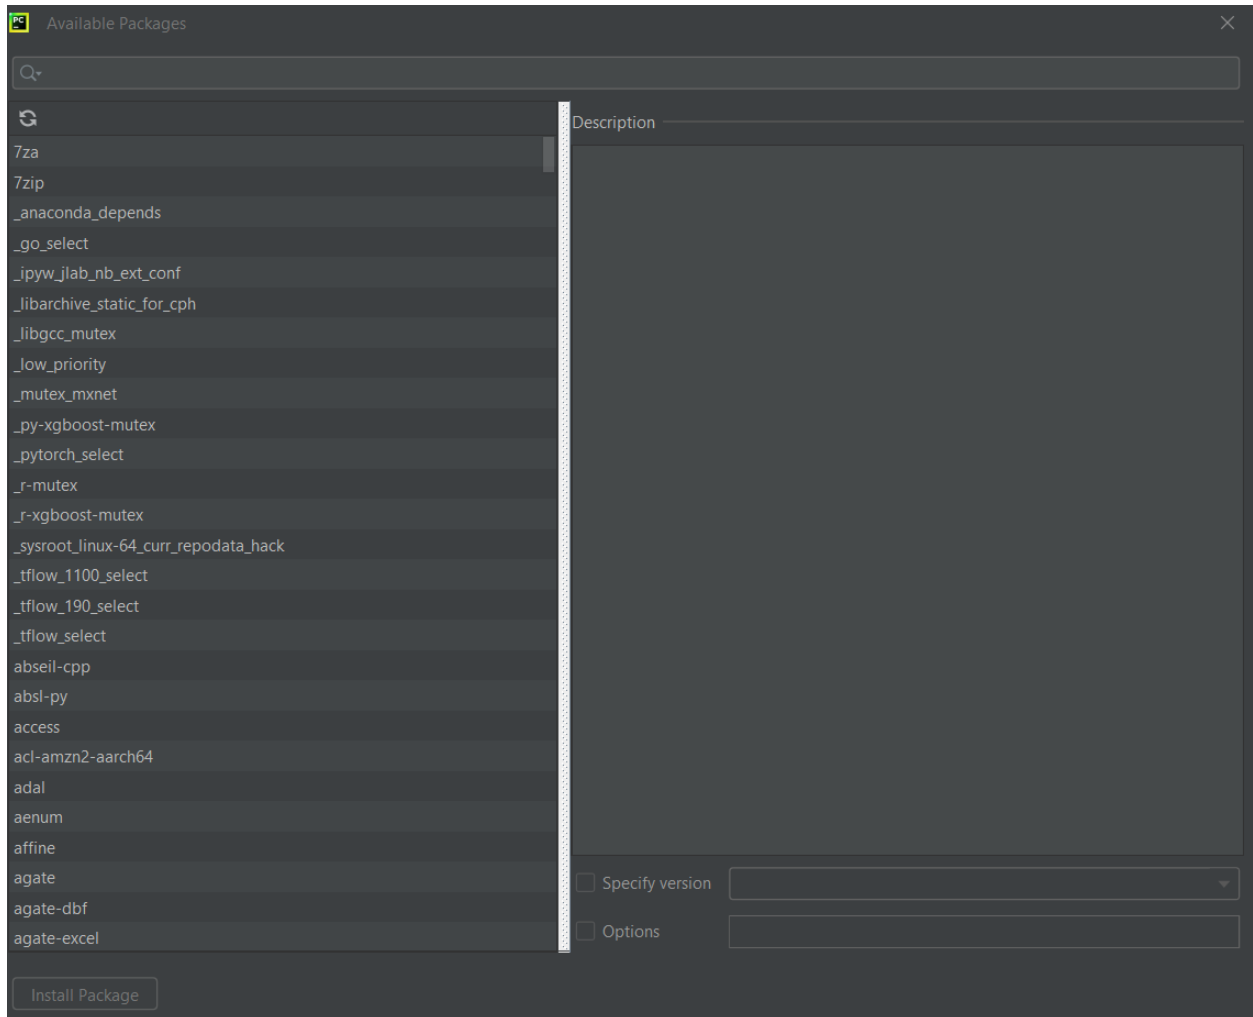 PC
Available Packages
Description
7za
7zip
_anaconda_depends
_go_select
_ipyw_jlab_nb_ext_conf
_libarchive_static_for_cph
_libgcc_mutex
_low_priority
_mutex_mxnet
_py-xgboost-mutex
_pytorch_select
_r-mutex
_r-xgboost-mutex
_sysroot_linux-64_curr_repodata_hack
_tflow_1100_select
_tflow_190_select
_tflow_select
abseil-cpp
absl-py
access
acl-amzn2-aarch64
adal
aenum
affine
agate
agate-dbf
agate-excel
Specify version
Options
Install Package